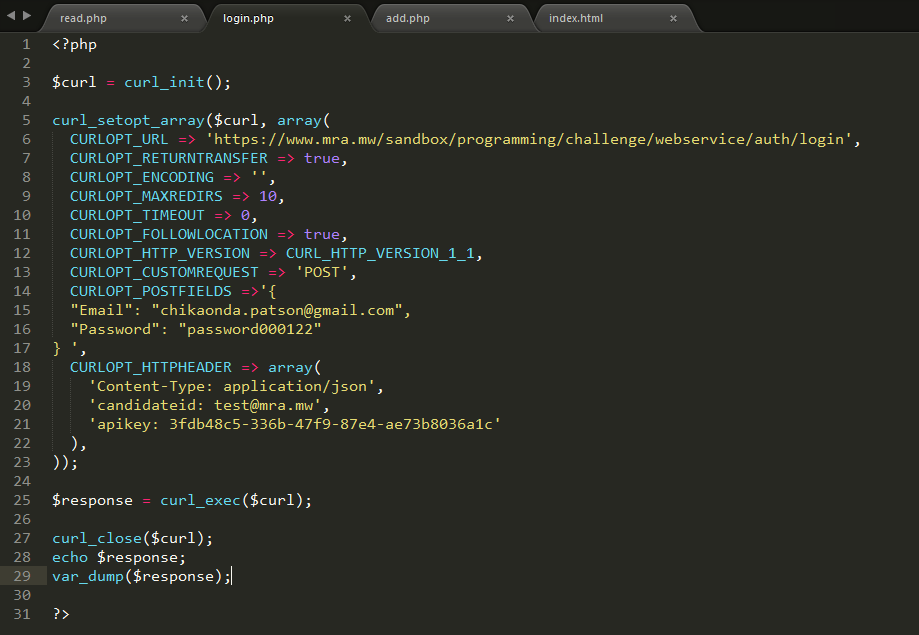 read.php × login.php × add.php × index.html ×
1 <?php
2
3 $curl = curl_init();
4
5 curl_setopt_array($curl, array(
6   CURLOPT_URL => 'https://www.mra.mw/sandbox/programming/challenge/webservice/auth/login',
7   CURLOPT_RETURNTRANSFER => true,
8   CURLOPT_ENCODING => '',
9   CURLOPT_MAXREDIRS => 10,
10   CURLOPT_TIMEOUT => 0,
11   CURLOPT_FOLLOWLOCATION => true,
12   CURLOPT_HTTP_VERSION => CURL_HTTP_VERSION_1_1,
13   CURLOPT_CUSTOMREQUEST => 'POST',
14   CURLOPT_POSTFIELDS =>'{
15   "Email": "chikaonda.patson@gmail.com",
16   "Password": "password000122"
17 } ',
18   CURLOPT_HTTPHEADER => array(
19     'Content-Type: application/json',
20     'candidateid: test@mra.mw',
21     'apikey: 3fdb48c5-336b-47f9-87e4-ae73b8036a1c'
22   ),
23 ));
24
25 $response = curl_exec($curl);
26
27 curl_close($curl);
28 echo $response;
29 var_dump($response);
30
31 ?>